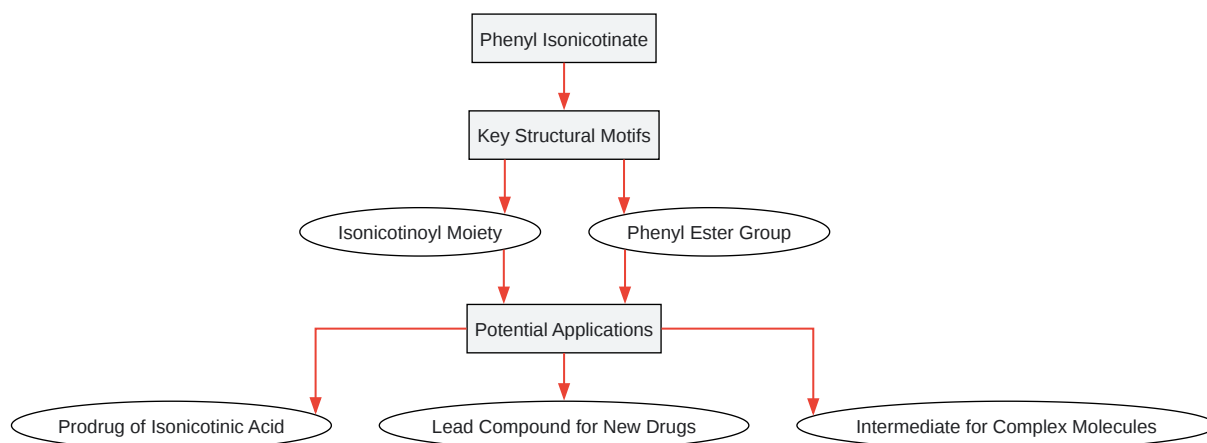 Phenyl Isonicotinate
Key Structural Motifs
Isonicotinoyl Moiety
Phenyl Ester Group
Potential Applications
Prodrug of Isonicotinic Acid
Lead Compound for New Drugs
Intermediate for Complex Molecules